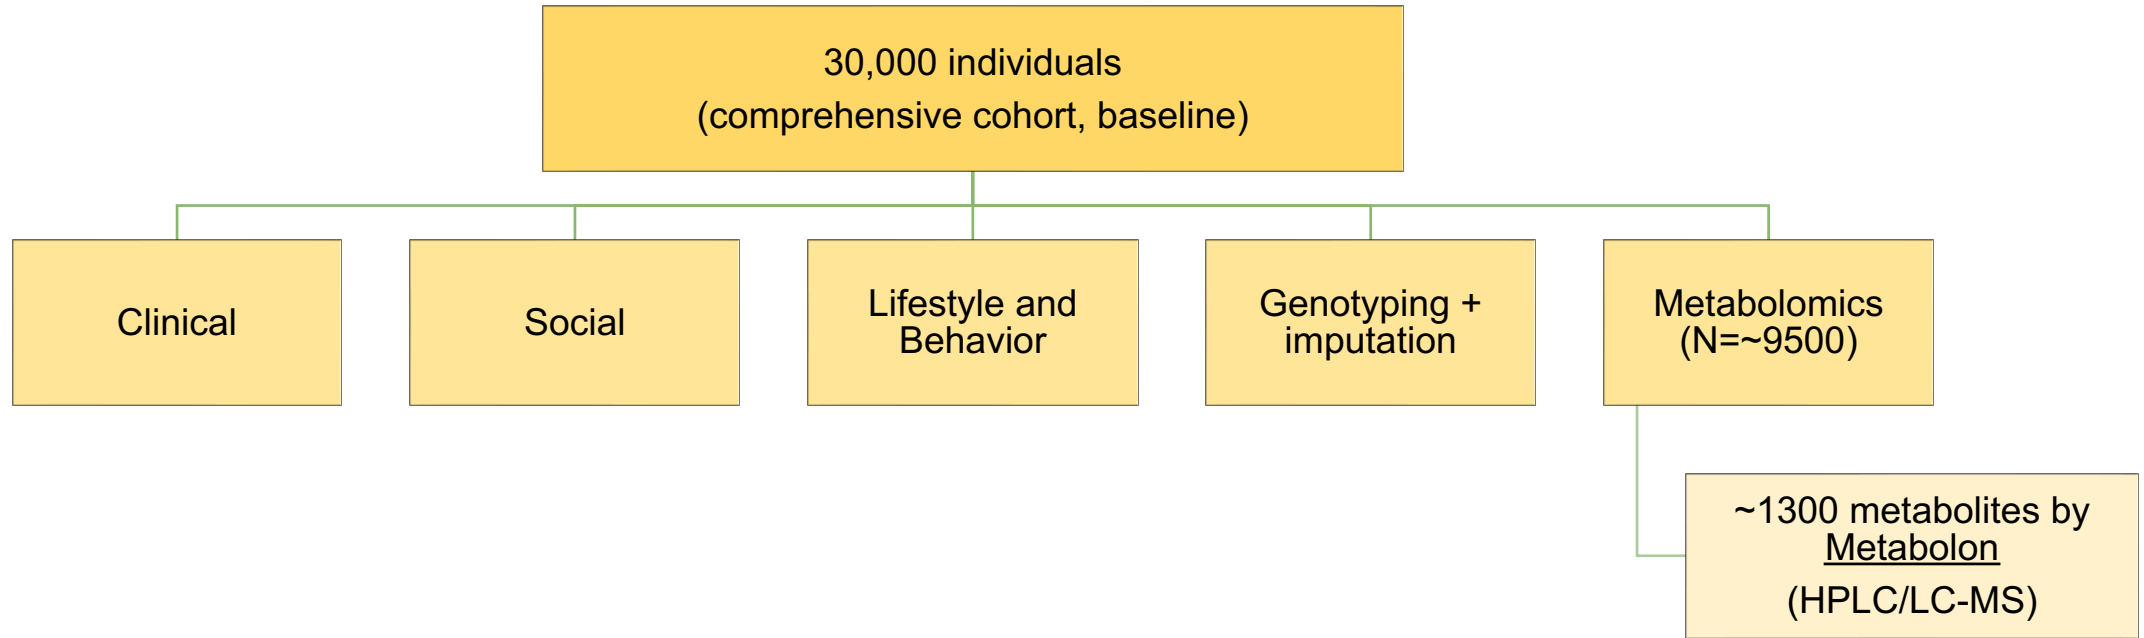 30,000 individuals
(comprehensive cohort, baseline)
Clinical
Social
Lifestyle and
Behavior
Genotyping +
imputation
Metabolomics
(N=~9500)
~1300 metabolites by
Metabolon
(HPLC/LC-MS)